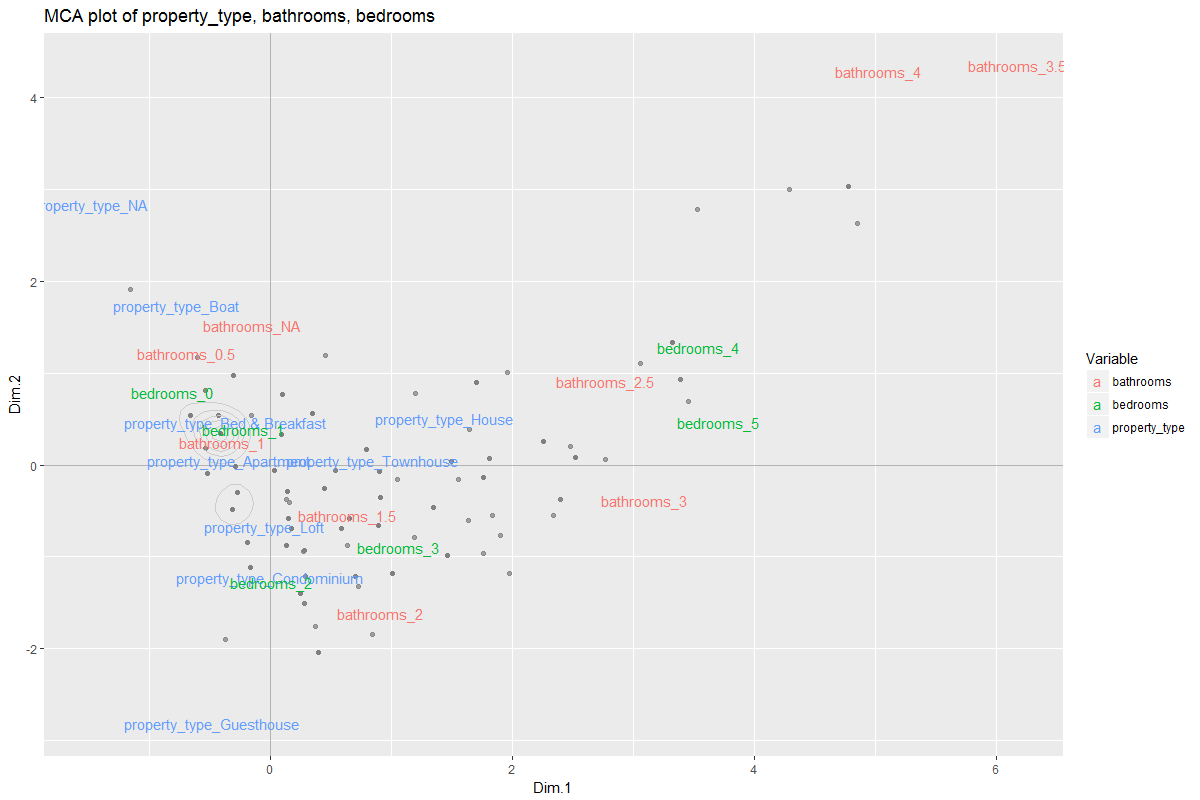 MCA plot of property_type, bathrooms, bedrooms
bathrooms_3.5
bathrooms_4
4
roperty_type_NA
2
property_type_Boat
bathrooms_NA
bedrooms_4
bathrooms_0.5
Variable
a bathrooms
bathrooms_2.5
bedrooms_0
Dim.2
a bedrooms
property_type_House
property_type_Bed & Breakfast
bedrooms_5
a property_type
bedrooms_1
bathrooms_1
property_type_Apartment
property_type_Townhouse
0
bathrooms_3
bathrooms_1.5
property_type_Loft
bedrooms_3
property_type_Condominium
bedrooms_2
bathrooms_2
-2
property_type_Guesthouse
0 2 4 6
Dim.1